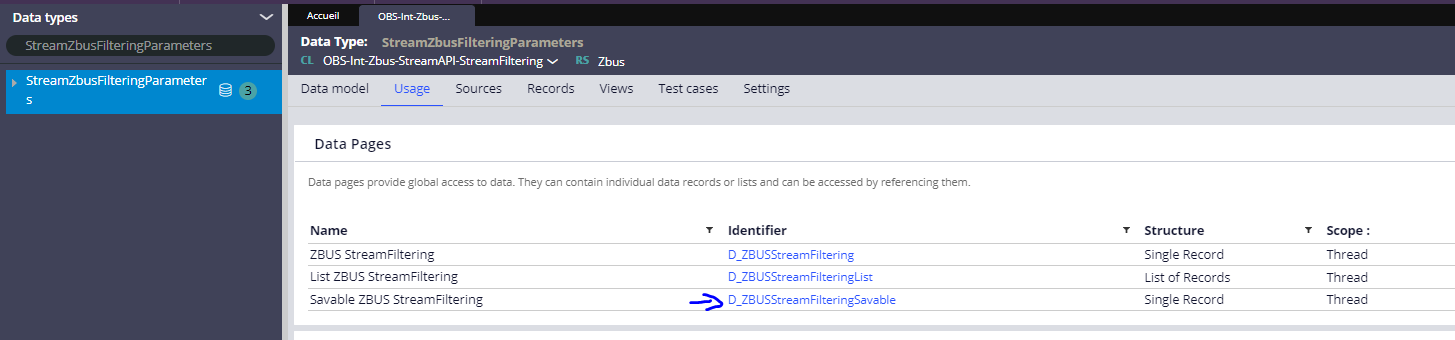 Data types
StreamZbusFilteringParameters
StreamZbusFilteringParameter
s
3
Accueil
OBS-Int-Zbus-...
Data Type: StreamZbusFilteringParameters
CL OBS-Int-Zbus-StreamAPI-StreamFiltering RS Zbus
Data model Usage Sources Records Views Test cases Settings
Data Pages
Data pages provide global access to data. They can contain individual data records or lists and can be accessed by referencing them.
Name Identifier Structure Scope :
ZBUS StreamFiltering D_ZBUSStreamFiltering Single Record Thread
List ZBUS StreamFiltering D_ZBUSStreamFilteringList List of Records Thread
Savable ZBUS StreamFiltering D_ZBUSStreamFilteringSavable Single Record Thread